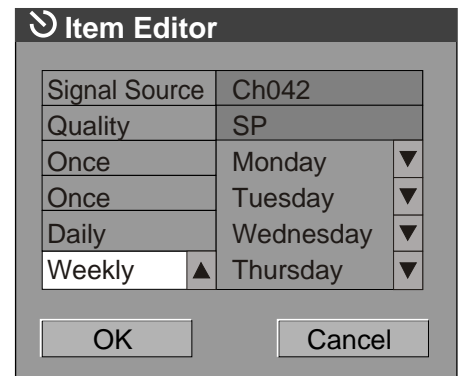 Item Editor
Signal Source Ch042
Quality SP
Once Monday
Once Tuesday
Daily Wednesday
Weekly Thursday
OK Cancel